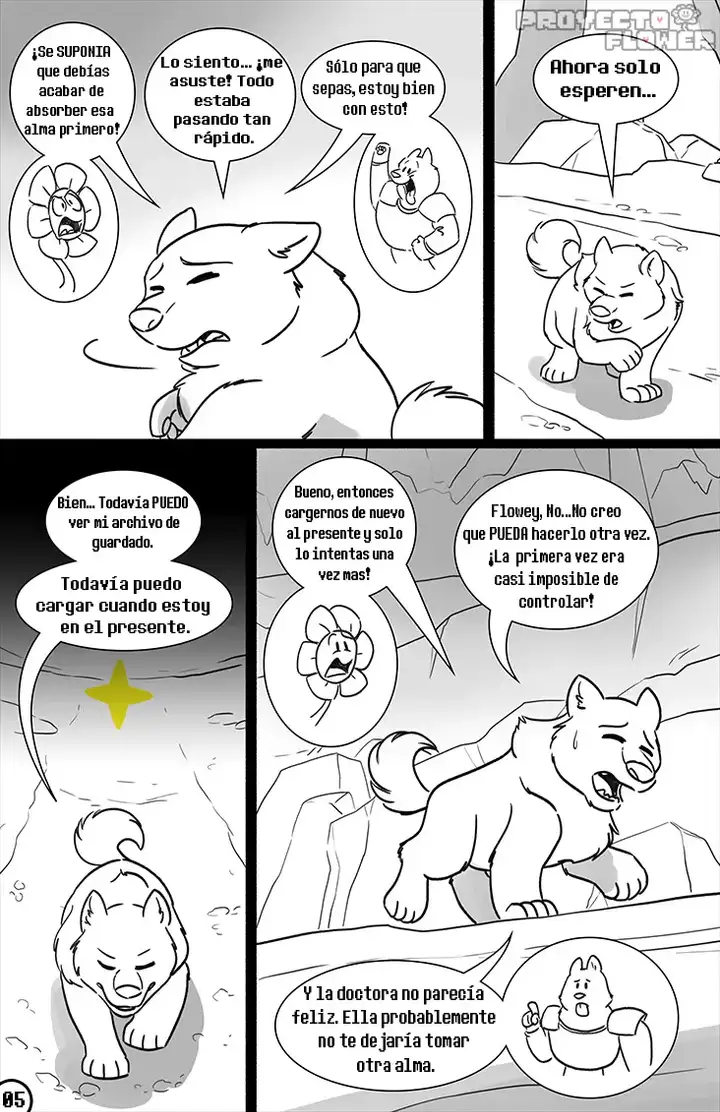 PROYECTO
FLOWER
¡Se SUPONIA
que debías
acabar de
absorber esa
alma primero!
Lo siento... ¡me
asuste! Todo
estaba
pasando tan
rápido.
Sólo para que
sepas, estoy bien
con esto!
Ahora solo
esperen...
Bien... Todavía PUEDO
ver mi archivo de
guardado.
Todavía puedo
cargar cuando estoy
en el presente.
Bueno, entonces
cargernos de nuevo
al presente y solo
lo intentas una
vez mas!
Flowey, No...No creo
que PUEDA hacerlo otra vez.
¡La primera vez era
casi imposible de
controlar!
Y la doctora no parecía
feliz. Ella probablemente
no te dejaría tomar
otra alma.
05